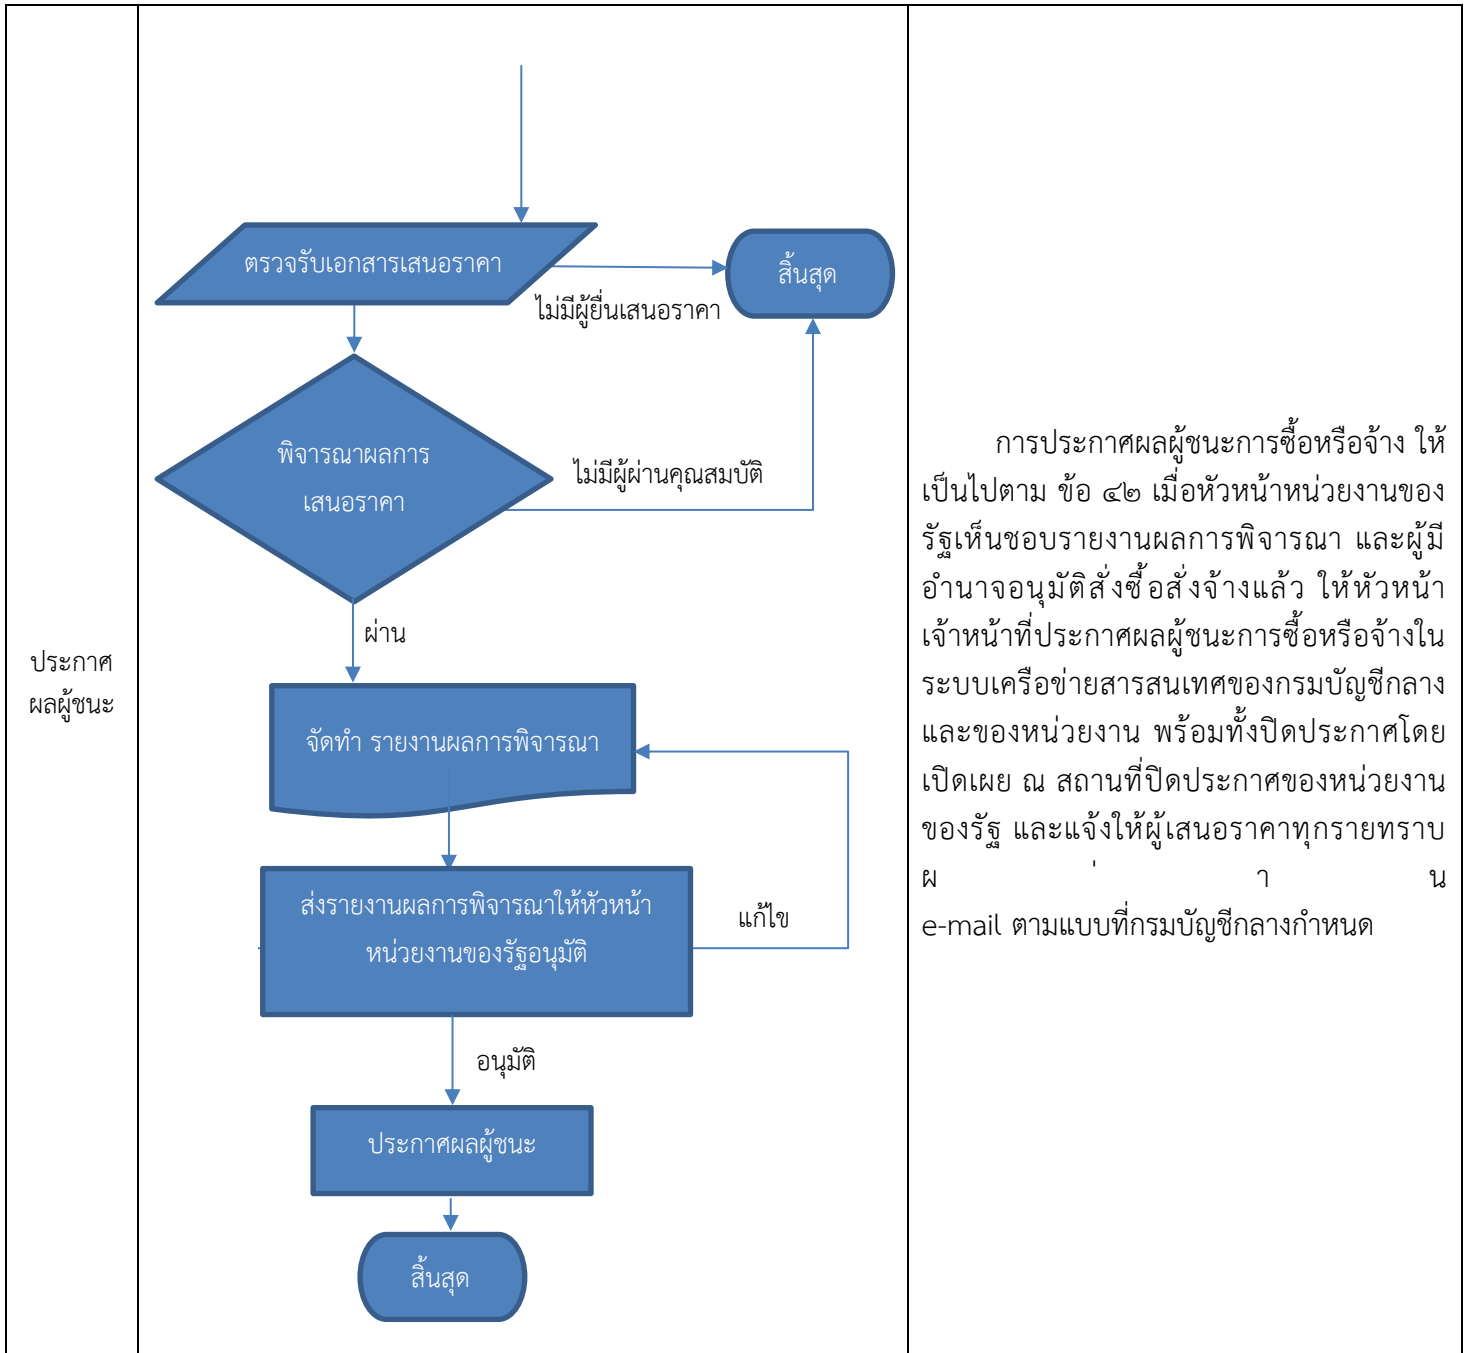 ประกาศ
ผลผู้ชนะ
ตรวจรับเอกสารเสนอราคา
สิ้นสุด
ไม่มีผู้ยื่นเสนอราคา
พิจารณาผลการ
เสนอราคา
ไม่มีผู้ผ่านคุณสมบัติ
ผ่าน
จัดทำ รายงานผลการพิจารณา
ส่งรายงานผลการพิจารณาให้หัวหน้า
หน่วยงานของรัฐอนุมัติ
แก้ไข
อนุมัติ
ประกาศผลผู้ชนะ
สิ้นสุด
การประกาศผลผู้ชนะการซื้อหรือจ้าง ให้
เป็นไปตาม ข้อ ๔๒ เมื่อหัวหน้าหน่วยงานของ
รัฐเห็นชอบรายงานผลการพิจารณา และผู้มี
อำนาจอนุมัติสั่งซื้อสั่งจ้างแล้ว ให้หัวหน้า
เจ้าหน้าที่ประกาศผลผู้ชนะการซื้อหรือจ้างใน
ระบบเครือข่ายสารสนเทศของกรมบัญชีกลาง
และของหน่วยงาน พร้อมทั้งปิดประกาศโดย
เปิดเผย ณ สถานที่ปิดประกาศของหน่วยงาน
ของรัฐ และแจ้งให้ผู้เสนอราคาทุกรายทราบ
ผ่าน
e-mail ตามแบบที่กรมบัญชีกลางกำหนด